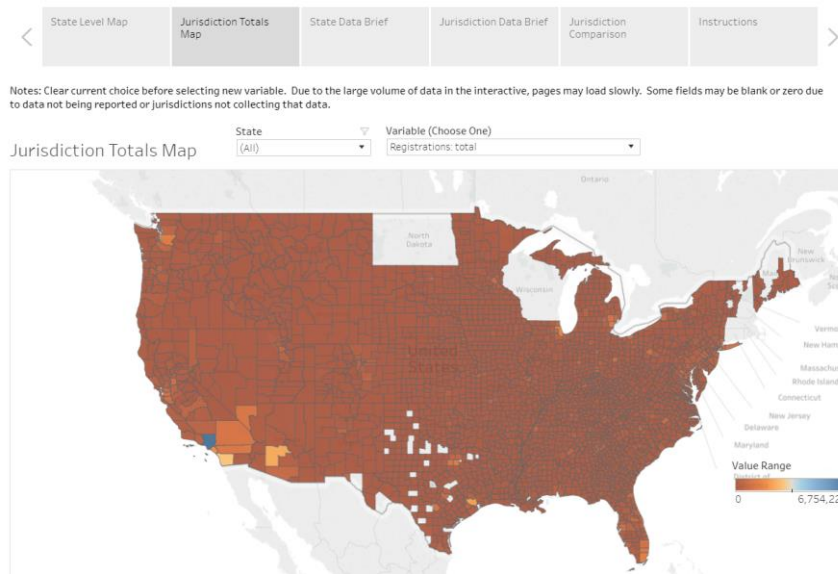 State Level Map
Jurisdiction Totals
Map
State Data Brief
Jurisdiction Data Brief
Jurisdiction
Comparison
Instructions
Notes: Clear current choice before selecting new variable. Due to the large volume of data in the interactive, pages may load slowly. Some fields may be blank or zero due
to data not being reported or jurisdictions not collecting that data.
Jurisdiction Totals Map
State
(All)
Variable (Choose One)
Registrations: total
Ontario
North
Dakota
New
Brunswick
Wisconsin
United
States
Vermo
New Ham
Massachus
Rhode Island
Connecticut
New Jersey
Delaware
Maryland
District of
Value Range
0
6,754,22